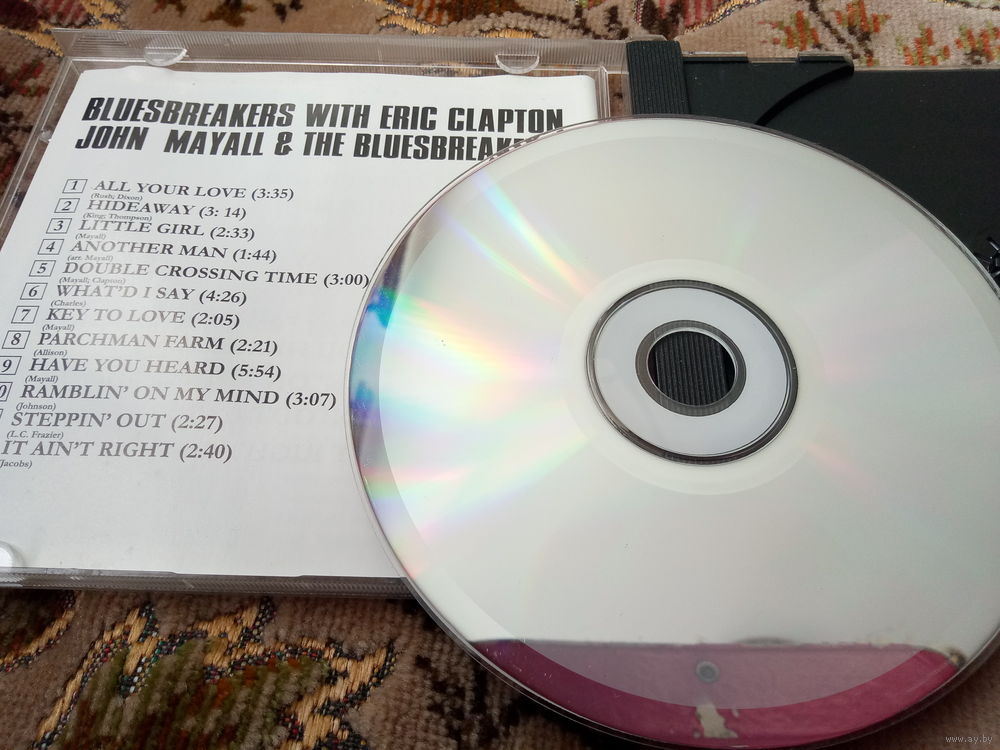 BLUESBREAKERS WITH ERIC CLAPTON
JOHN MAYALL & THE BLUESBREAK
1 ALL YOUR LOVE (3:35)
(Rush; Dixon)
2 HIDEAWAY (3: 14)
(King; Thompson)
3 LITTLE GIRL (2:33)
(Mayall)
4 ANOTHER MAN (1:44)
(arr. Mayall)
5 DOUBLE CROSSING TIME (3:00)
(Mayall; Clapton)
6 WHAT'D I SAY (4:26)
(Charles)
7 KEY TO LOVE (2:05)
(Mayall)
8 PARCHMAN FARM (2:21)
(Allison)
9 HAVE YOU HEARD (5:54)
(Mayall)
0 RAMBLIN' ON MY MIND (3:07)
(Johnson)
STEPPIN' OUT (2:27)
(L.C. Frazier)
IT AIN'T RIGHT (2:40)
Jacobs)
www.ay.by